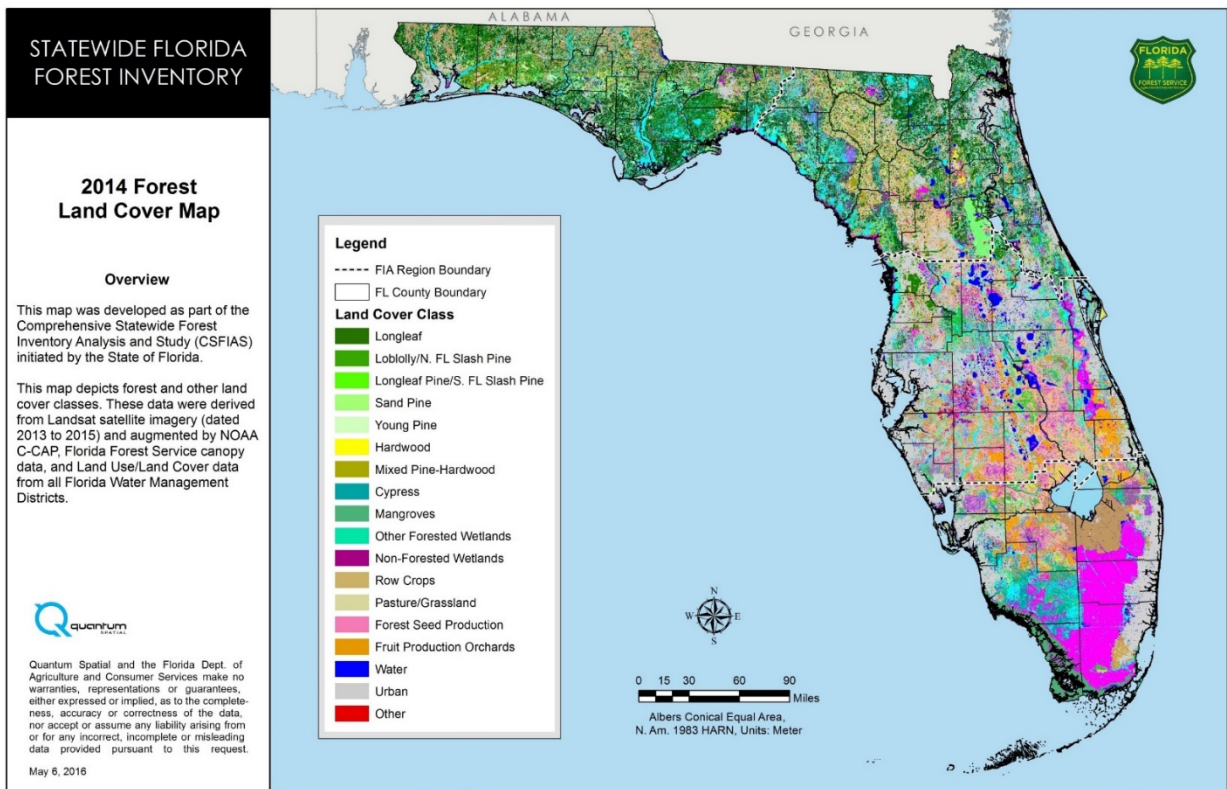 STATEWIDE FLORIDA
FOREST INVENTORY
2014 Forest
Land Cover Map
Overview
This map was developed as part of the
Comprehensive Statewide Forest
Inventory Analysis and Study (CSFIAS)
initiated by the State of Florida.
This map depicts forest and other land
cover classes. These data were derived
from Landsat satellite imagery (dated
2013 to 2015) and augmented by NOAA
C-CAP, Florida Forest Service canopy
data, and Land Use/Land Cover data
from all Florida Water Management
Districts.
quantum
SPATIAL
Quantum Spatial and the Florida Dept. of
Agriculture and Consumer Services make no
warranties, representations or guarantees,
either expressed or implied, as to the complete-
ness, accuracy or correctness of the data,
nor accept or assume any liability arising from
or for any incorrect, incomplete or misleading
data provided pursuant to this request.
May 6, 2016
ALABAMA
GEORGIA
FLORIDA
FOREST SERVICE
Legend
FIA Region Boundary
FL County Boundary
Land Cover Class
Longleaf
Loblolly/N. FL Slash Pine
Longleaf Pine/S. FL Slash Pine
Sand Pine
Young Pine
Hardwood
Mixed Pine-Hardwood
Cypress
Mangroves
Other Forested Wetlands
Non-Forested Wetlands
Row Crops
Pasture/Grassland
Forest Seed Production
Fruit Production Orchards
Water
Urban
Other
N
W E
S
0 15 30 60 90
Miles
Albers Conical Equal Area,
N. Am. 1983 HARN, Units: Meter